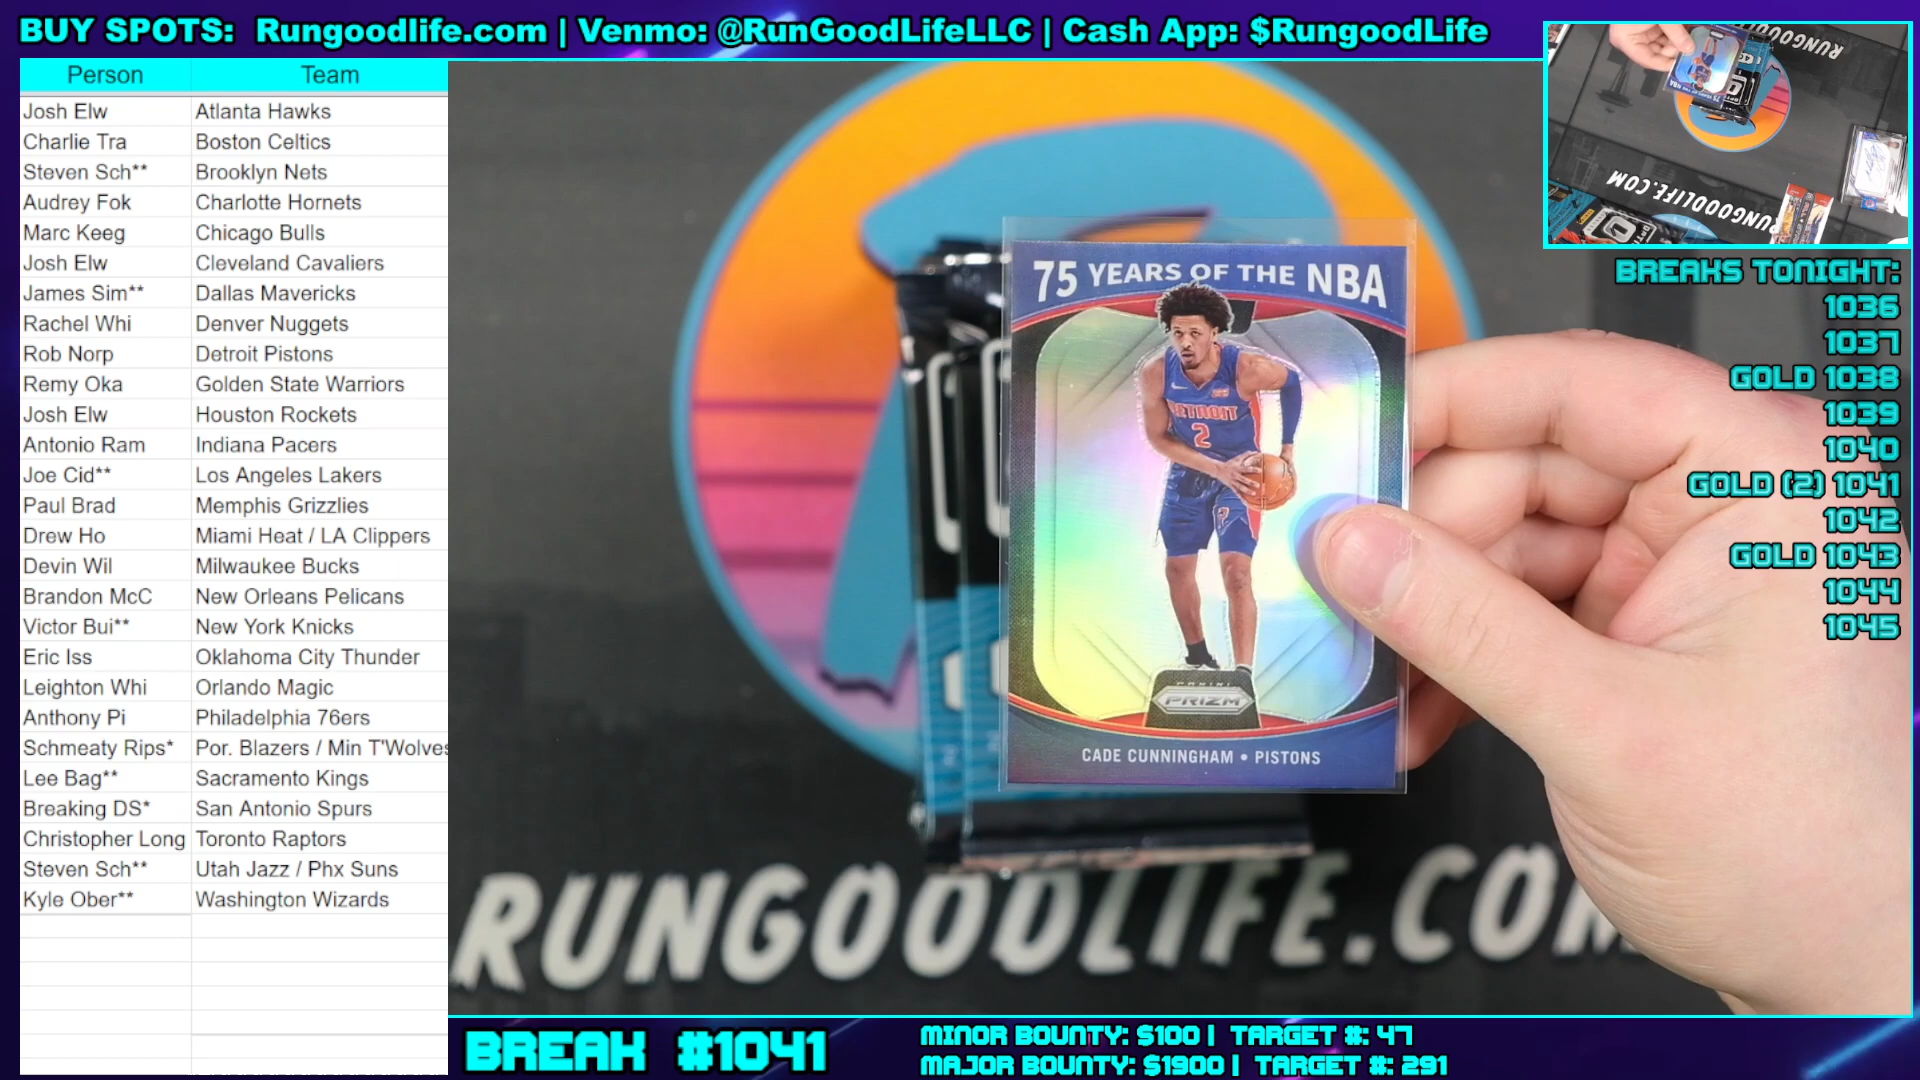 BUY SPOTS: Rungoodlife.com | Venmo: @RunGoodLifeLLC | Cash App: $RungoodLife
Person Team
Josh Elw Atlanta Hawks
Charlie Tra Boston Celtics
Steven Sch** Brooklyn Nets
Audrey Fok Charlotte Hornets
Marc Keeg Chicago Bulls
Josh Elw Cleveland Cavaliers
James Sim** Dallas Mavericks
Rachel Whi Denver Nuggets
Rob Norp Detroit Pistons
Remy Oka Golden State Warriors
Josh Elw Houston Rockets
Antonio Ram Indiana Pacers
Joe Cid** Los Angeles Lakers
Paul Brad Memphis Grizzlies
Drew Ho Miami Heat / LA Clippers
Devin Wil Milwaukee Bucks
Brandon McC New Orleans Pelicans
Victor Bui** New York Knicks
Eric Iss Oklahoma City Thunder
Leighton Whi Orlando Magic
Anthony Pi Philadelphia 76ers
Schmeaty Rips* Por. Blazers / Min T'Wolves
Lee Bag** Sacramento Kings
Breaking DS* San Antonio Spurs
Christopher Long Toronto Raptors
Steven Sch** Utah Jazz / Phx Suns
Kyle Ober** Washington Wizards
75 YEARS OF THE NBA
DETROIT
2
PANINI
PRIZM
CADE CUNNINGHAM • PISTONS
RUNGOODLIFE.COM
RUNGOODLIFE.COM
BREAKS TONIGHT:
1036
1037
GOLD 1038
1039
1040
GOLD (2) 1041
1042
GOLD 1043
1044
1045
BREAK #1041
MINOR BOUNTY: $100 | TARGET #: 47
MAJOR BOUNTY: $1900 | TARGET #: 291